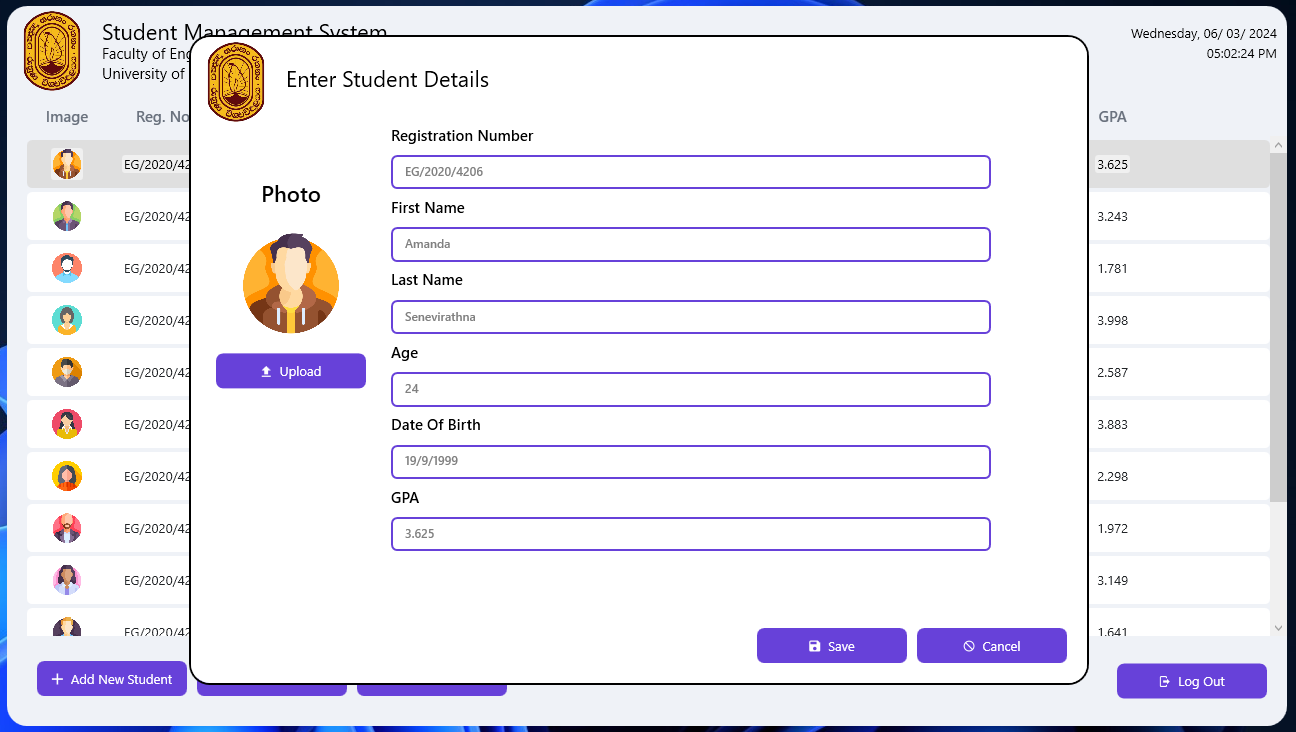 Student Management System
Faculty of Eng
University of
Wednesday, 06/ 03/ 2024
05:02:24 PM
Enter Student Details
Image
Reg. No
GPA
Photo
Upload
Registration Number
EG/2020/4206
First Name
Amanda
Last Name
Senevirathna
Age
24
Date Of Birth
19/9/1999
GPA
3.625
Save
Cancel
EG/2020/42
3.625
EG/2020/42
3.243
EG/2020/42
1.781
EG/2020/42
3.998
EG/2020/42
2.587
EG/2020/42
3.883
EG/2020/42
2.298
EG/2020/42
1.972
EG/2020/42
3.149
EG/2020/42
1.641
Add New Student
Log Out